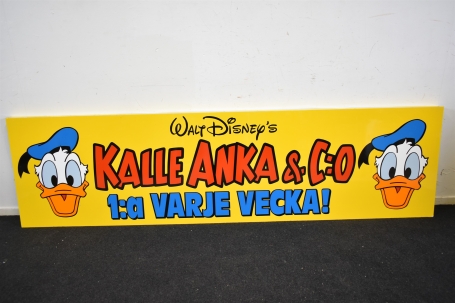 Walt Disney's
KALLE ANKA & C:O
1:a VARJE VECKA!